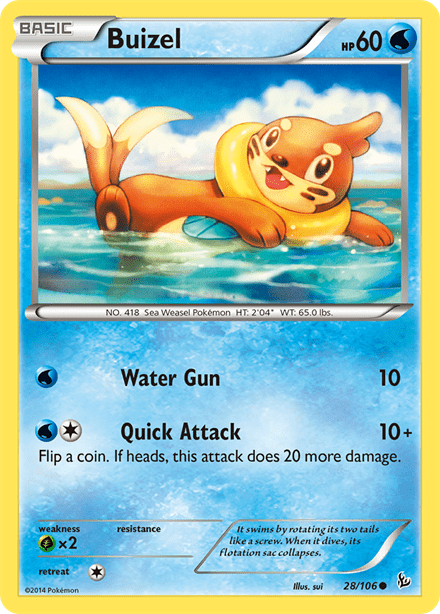 BASIC Buizel HP60
NO. 418 Sea Weasel Pokémon HT: 2'04" WT: 65.0 lbs.
Water Gun 10
Quick Attack 10+
Flip a coin. If heads, this attack does 20 more damage.
weakness resistance
×2
retreat
It swims by rotating its two tails
like a screw. When it dives, its
flotation sac collapses.
©2014 Pokémon Illus. sui 28/106